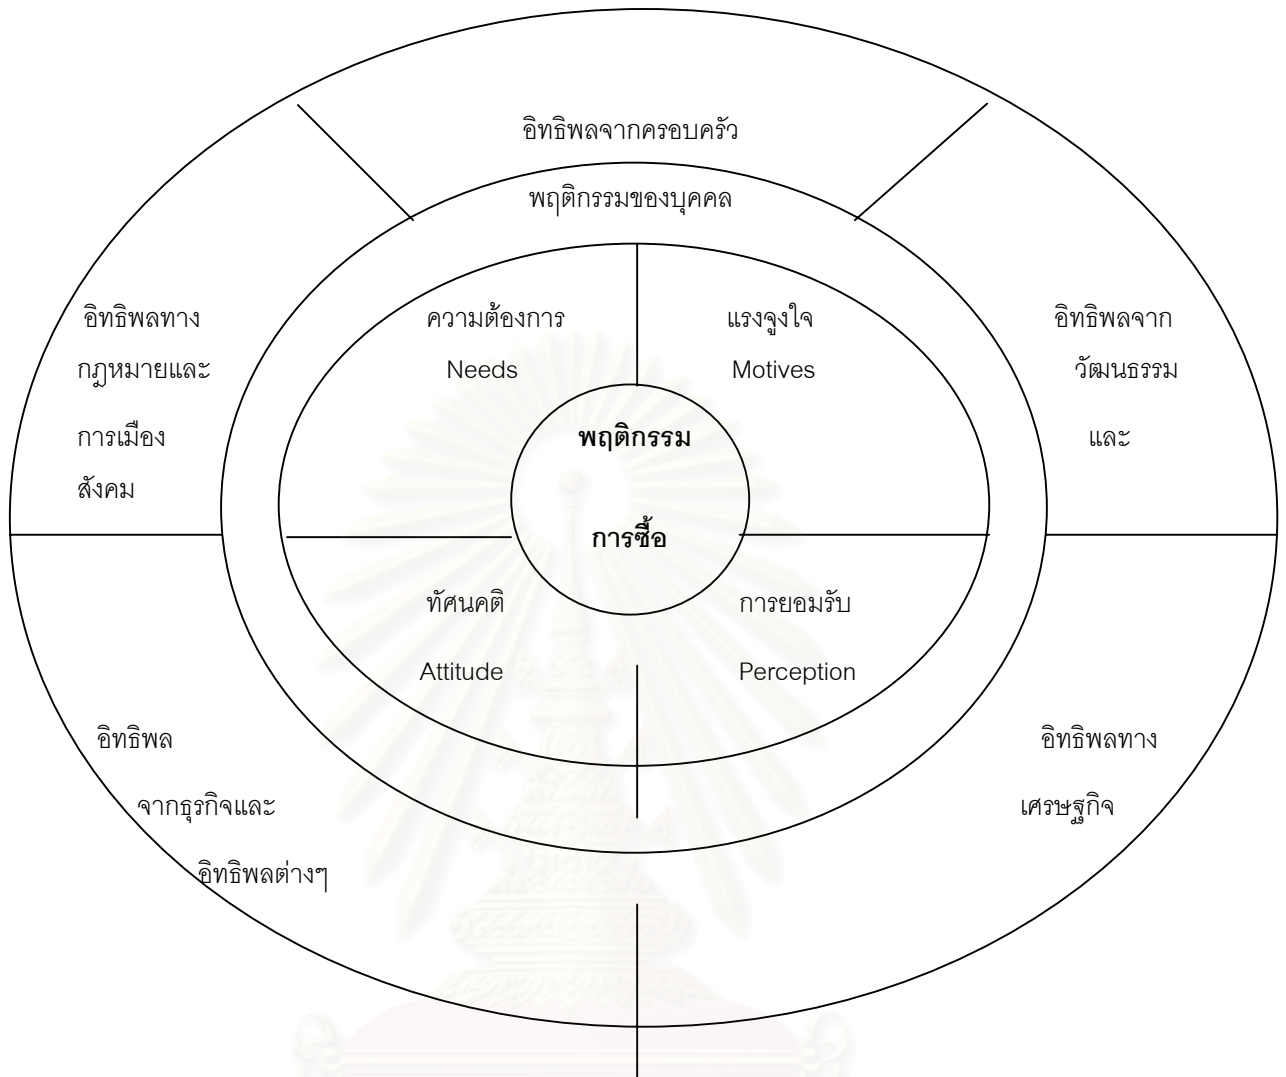 อิทธิพลจากครอบครัว
พฤติกรรมของบุคคล
อิทธิพลทาง
กฎหมายและ
การเมือง
สังคม
ความต้องการ
Needs
แรงจูงใจ
Motives
อิทธิพลจาก
วัฒนธรรม
และ
พฤติกรรม
การซื้อ
ทัศนคติ
Attitude
การยอมรับ
Perception
อิทธิพล
จากธุรกิจและ
อิทธิพลต่างๆ
อิทธิพลทาง
เศรษฐกิจ